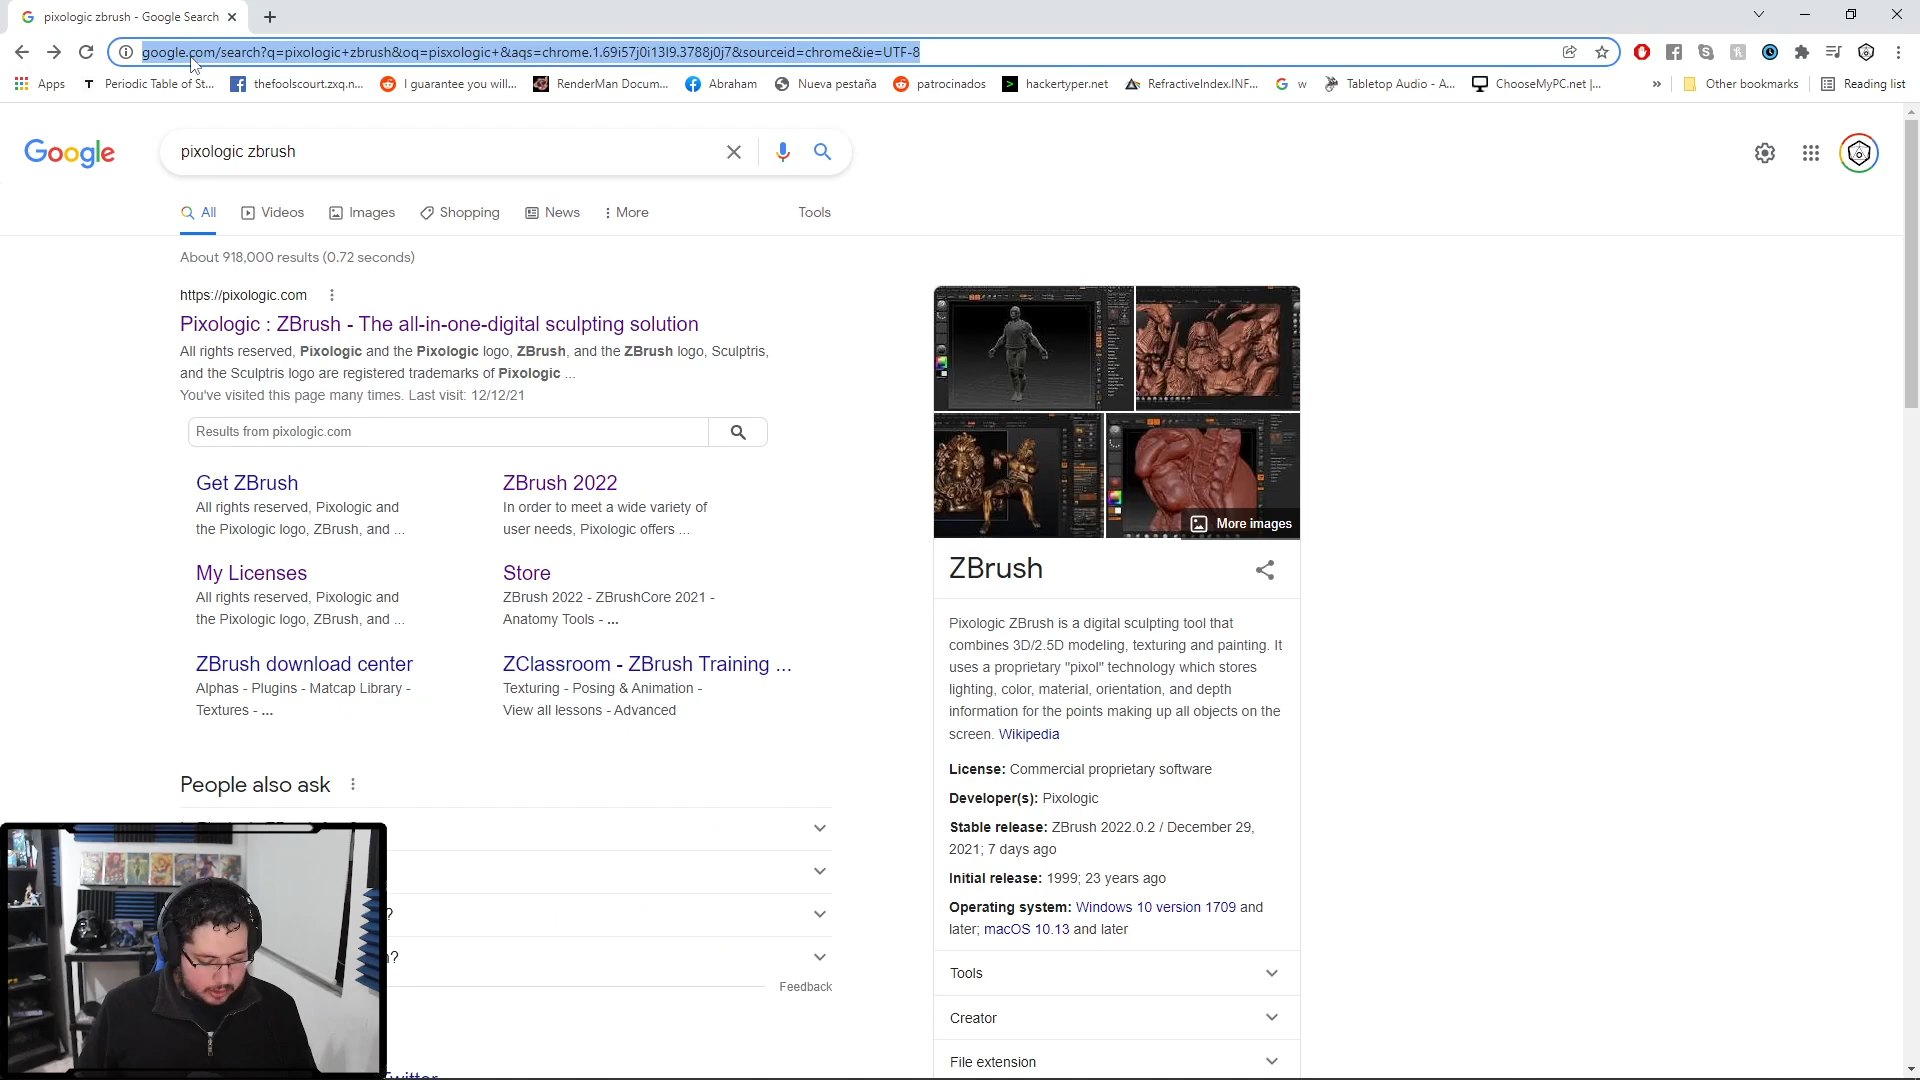 pixologic zbrush - Google Search
google.com/search?q=pixologic+zbrush&oq=pisxologic+&aqs=chrome.1.69i57j0i13l9.3788j0j7&sourceid=chrome&ie=UTF-8
Apps
T Periodic Table of St...
thefoolscourt.zxq.n...
I guarantee you will...
RenderMan Docum...
Abraham
Nueva pestaña
patrocinados
hackertyper.net
RefractiveIndex.INF...
w
Tabletop Audio - A...
ChooseMyPC.net |...
»
Other bookmarks
Reading list
Google
pixologic zbrush
All
Videos
Images
Shopping
News
More
Tools
About 918,000 results (0.72 seconds)
https://pixologic.com
Pixologic : ZBrush - The all-in-one-digital sculpting solution
All rights reserved, Pixologic and the Pixologic logo, ZBrush, and the ZBrush logo, Sculptris,
and the Sculptris logo are registered trademarks of Pixologic ...
You've visited this page many times. Last visit: 12/12/21
Results from pixologic.com
Get ZBrush
All rights reserved, Pixologic and
the Pixologic logo, ZBrush, and ...
ZBrush 2022
In order to meet a wide variety of
user needs, Pixologic offers ...
My Licenses
All rights reserved, Pixologic and
the Pixologic logo, ZBrush, and ...
Store
ZBrush 2022 - ZBrushCore 2021 -
Anatomy Tools - ...
ZBrush download center
Alphas - Plugins - Matcap Library -
Textures - ...
ZClassroom - ZBrush Training ...
Texturing - Posing & Animation -
View all lessons - Advanced
People also ask
?
n?
Feedback
Twitter
More images
ZBrush
Pixologic ZBrush is a digital sculpting tool that
combines 3D/2.5D modeling, texturing and painting. It
uses a proprietary "pixol" technology which stores
lighting, color, material, orientation, and depth
information for the points making up all objects on the
screen. Wikipedia
License: Commercial proprietary software
Developer(s): Pixologic
Stable release: ZBrush 2022.0.2 / December 29,
2021; 7 days ago
Initial release: 1999; 23 years ago
Operating system: Windows 10 version 1709 and
later; macOS 10.13 and later
Tools
Creator
File extension